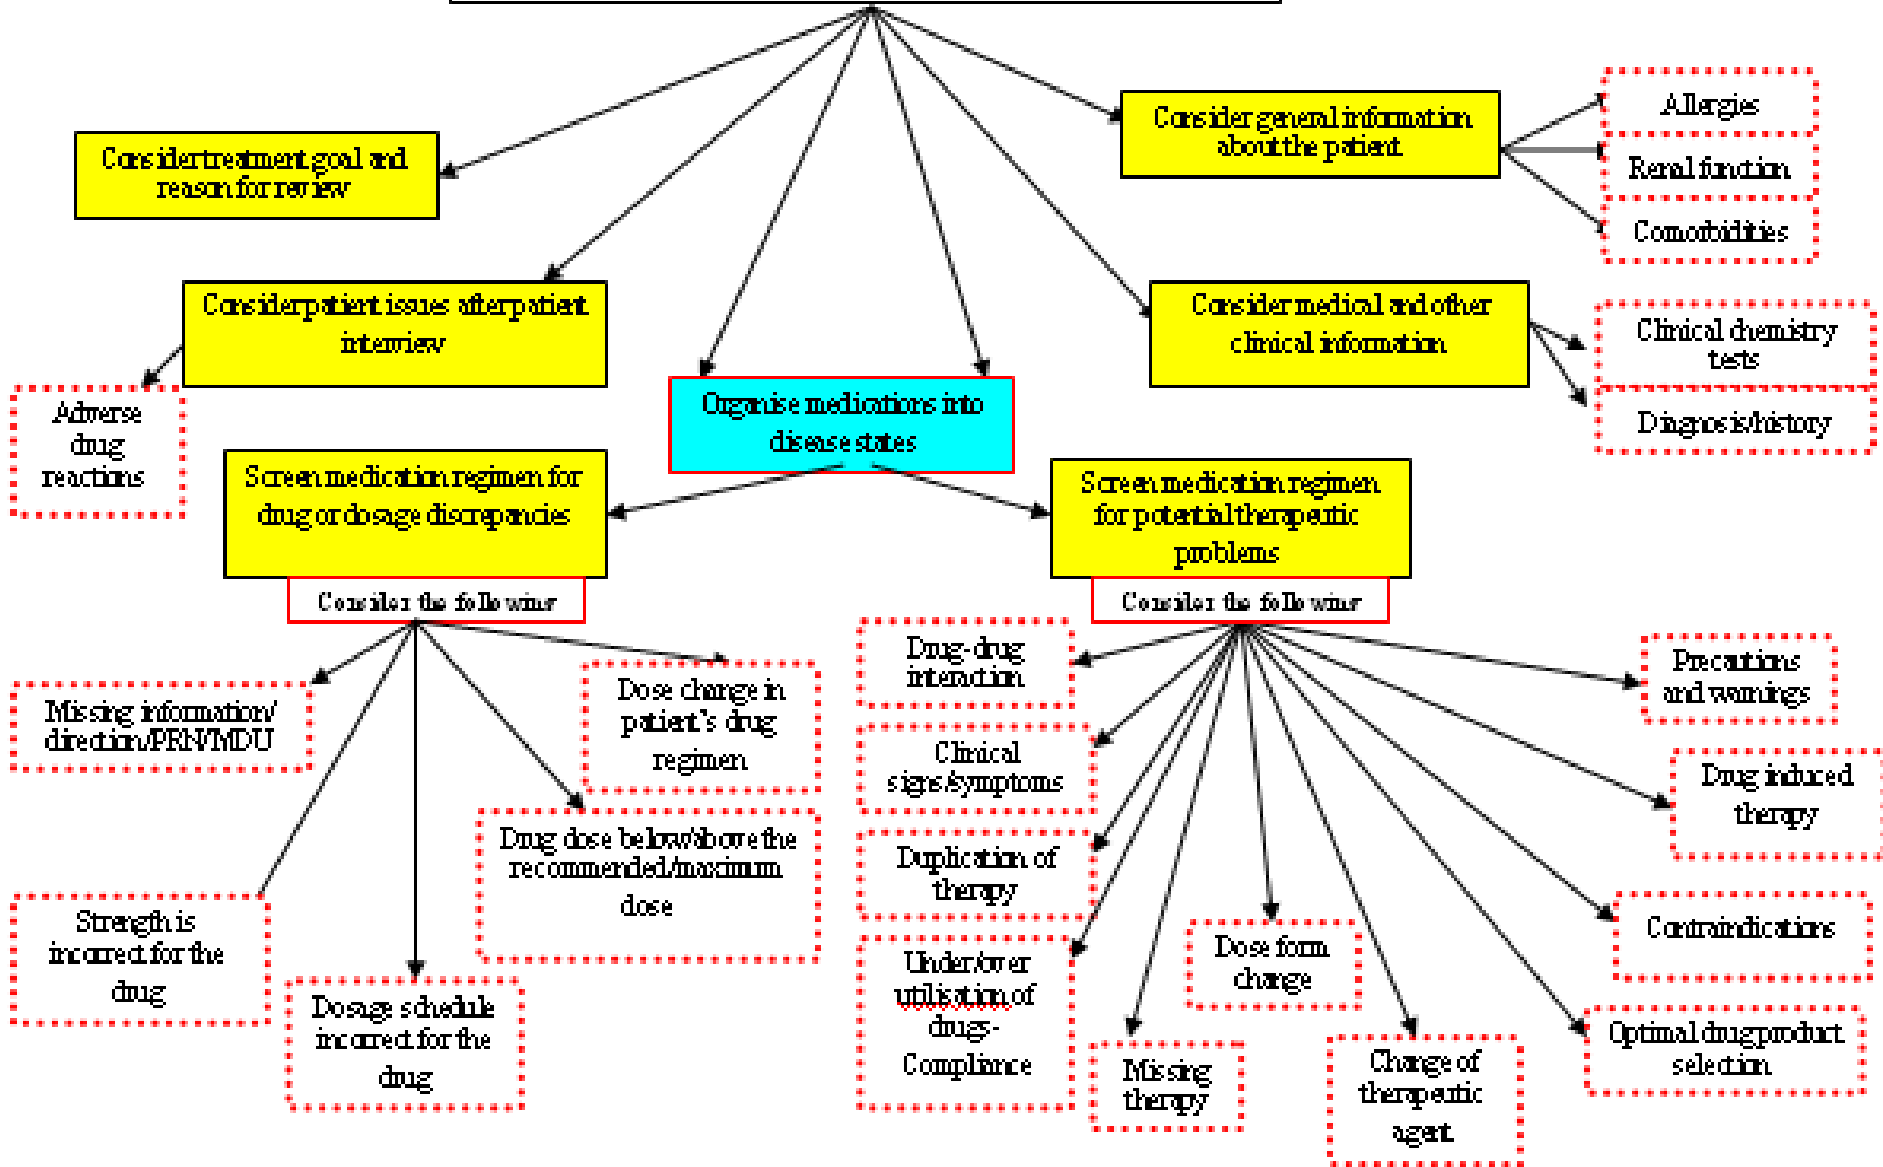 Allergies
Consider general information
about the patient
Consider treatment goal and
reason for review
Renal function
Comorbidities
Consider patient issues after patient
interview
Consider medical and other
clinical information
Clinical chemistry
tests
Diagnosis/history
Organise medications into
disease states
Adverse
drug
reactions
Screen medication regimen for
drug or dosage discrepancies
Screen medication regimen
for potential therapeutic
problems
Consider the following
Consider the following
Missing information/
direction/PRN/MDU
Dose change in
patient's drug
regimen
Drug dose below/above the
recommended/maximum
dose
Strength is
incorrect for the
drug
Dosage schedule
incorrect for the
drug
Drug-drug
interaction
Clinical
signs/symptoms
Duplication of
therapy
Under/over
utilisation of
drugs-
Compliance
Missing
therapy
Dose form
change
Change of
therapeutic
agent
Precautions
and warnings
Drug induced
therapy
Contraindications
Optimal drug product
selection